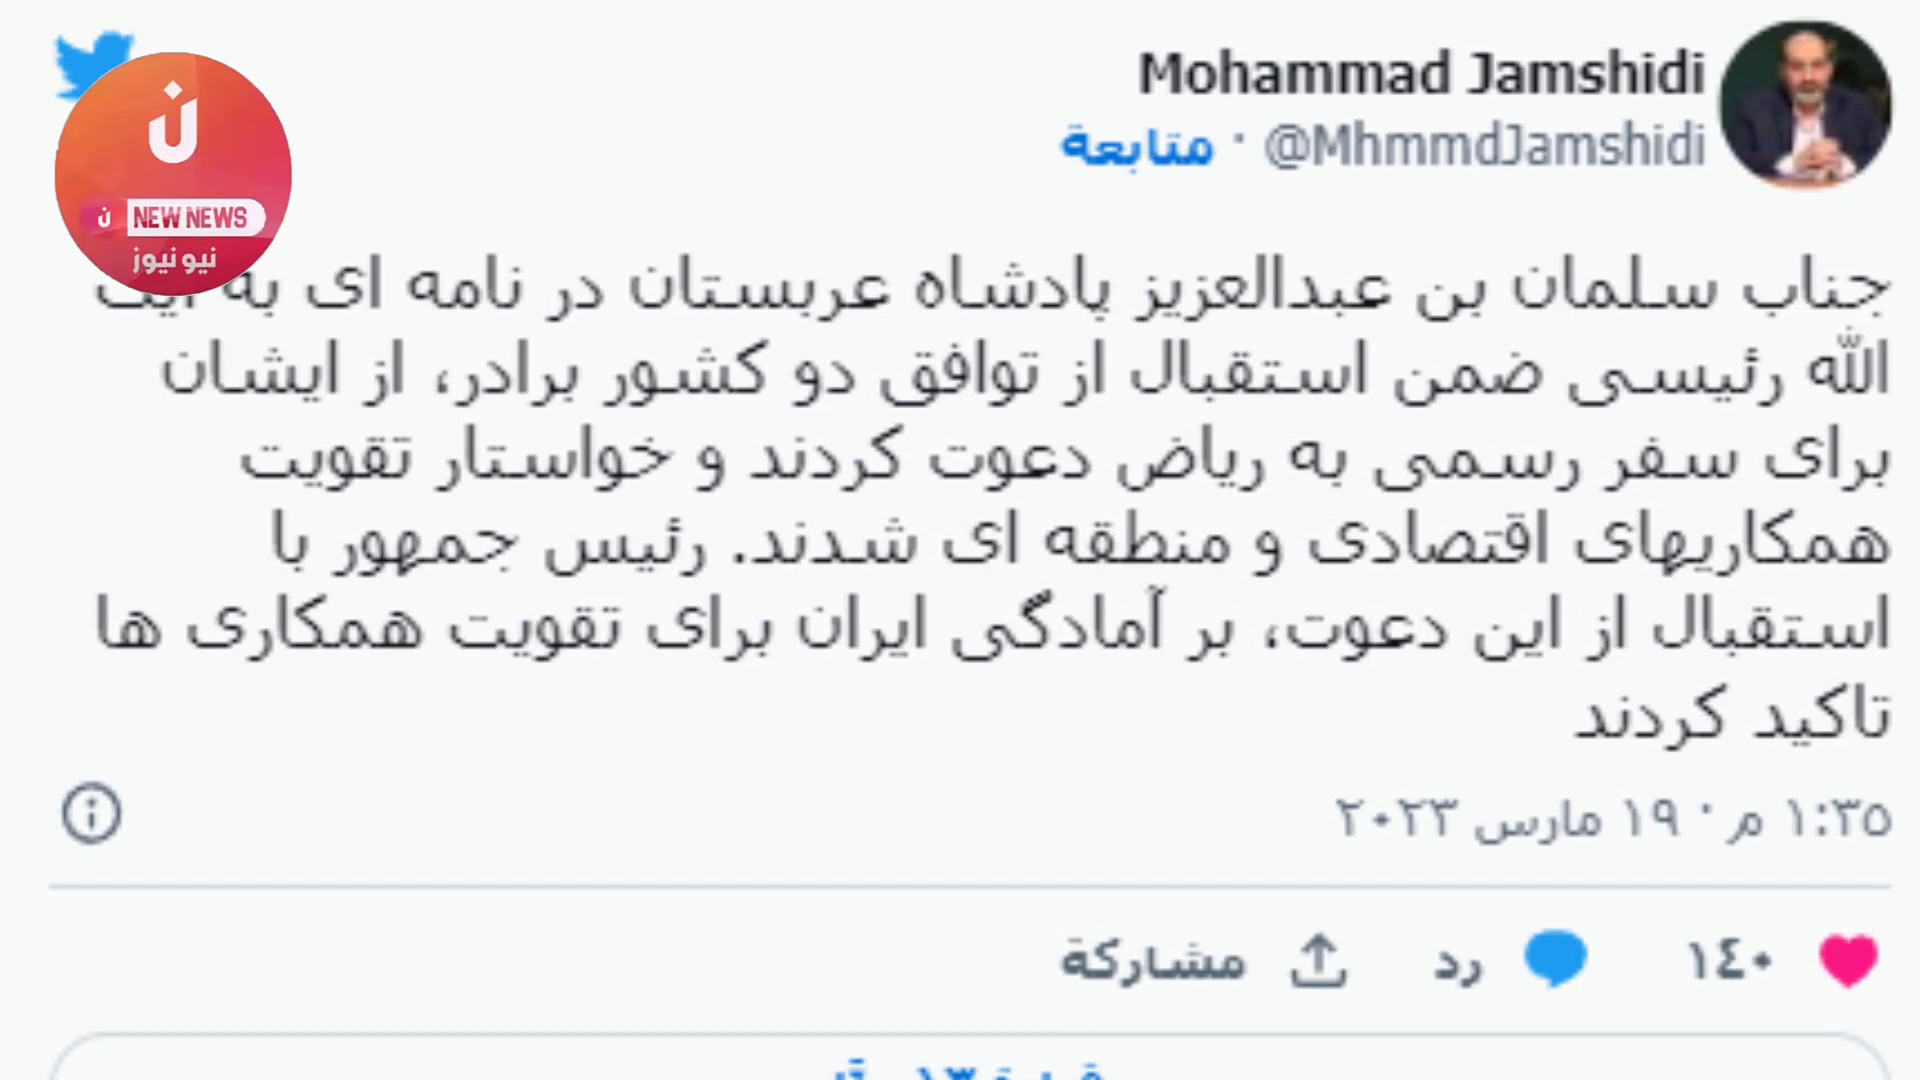 Mohammad Jamshidi
@MhmmdJamshidi · متابعة
ن
ن NEW NEWS
نيو نيوز
جناب سلمان بن عبدالعزیز پادشاه عربستان در نامه ای به آیت
الله رئیسی ضمن استقبال از توافق دو کشور برادر، از ایشان
برای سفر رسمی به ریاض دعوت کردند و خواستار تقویت
همکاریهای اقتصادی و منطقه ای شدند. رئیس جمهور با
استقبال از این دعوت، بر آمادگی ایران برای تقویت همکاری ها
تاکید کردند
١:٣٥ م · ١٩ مارس ٢٠٢٣
١٤٠ رد مشاركة